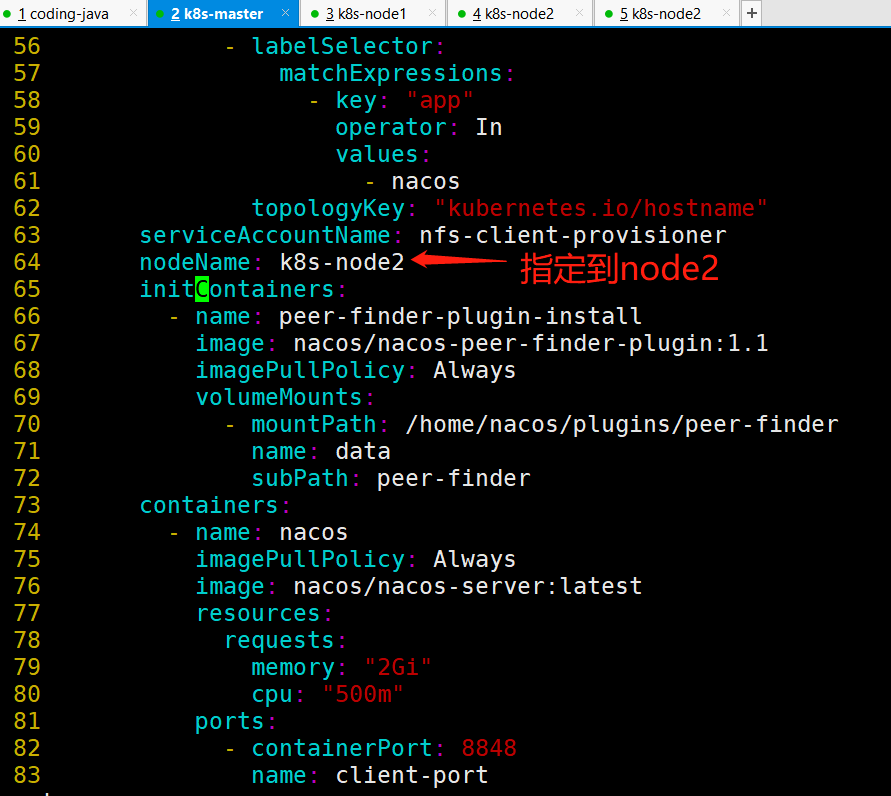 1 coding-java × 2 k8s-master × 3 k8s-node1 × 4 k8s-node2 × 5 k8s-node2 × +
56 - labelSelector:
57 matchExpressions:
58 - key: "app"
59 operator: In
60 values:
61 - nacos
62 topologyKey: "kubernetes.io/hostname"
63 serviceAccountName: nfs-client-provisioner
64 nodeName: k8s-node2 指定到node2
65 initContainers:
66 - name: peer-finder-plugin-install
67 image: nacos/nacos-peer-finder-plugin:1.1
68 imagePullPolicy: Always
69 volumeMounts:
70 - mountPath: /home/nacos/plugins/peer-finder
71 name: data
72 subPath: peer-finder
73 containers:
74 - name: nacos
75 imagePullPolicy: Always
76 image: nacos/nacos-server:latest
77 resources:
78 requests:
79 memory: "2Gi"
80 cpu: "500m"
81 ports:
82 - containerPort: 8848
83 name: client-port